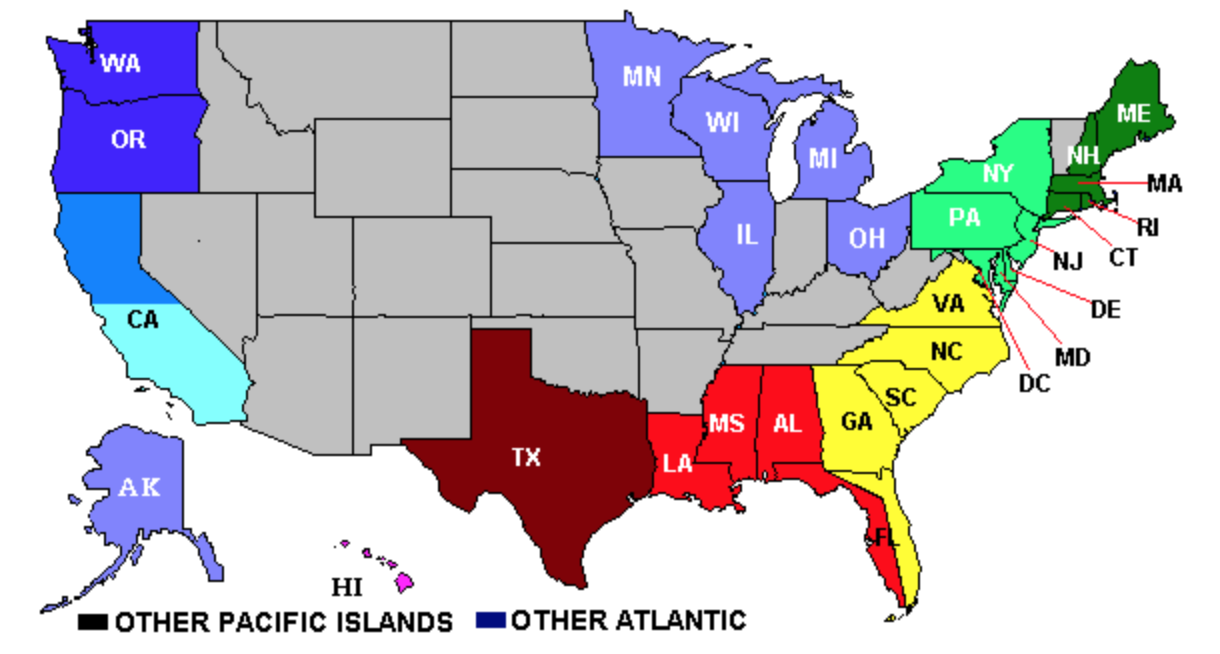 WA
MN
ME
OR
WI
MI
NH
NY
MA
PA
RI
IL
OH
NJ
CT
VA
DE
CA
NC
MD
DC
SC
MS
AL
GA
TX
LA
AK
FL
HI
OTHER PACIFIC ISLANDS
OTHER ATLANTIC